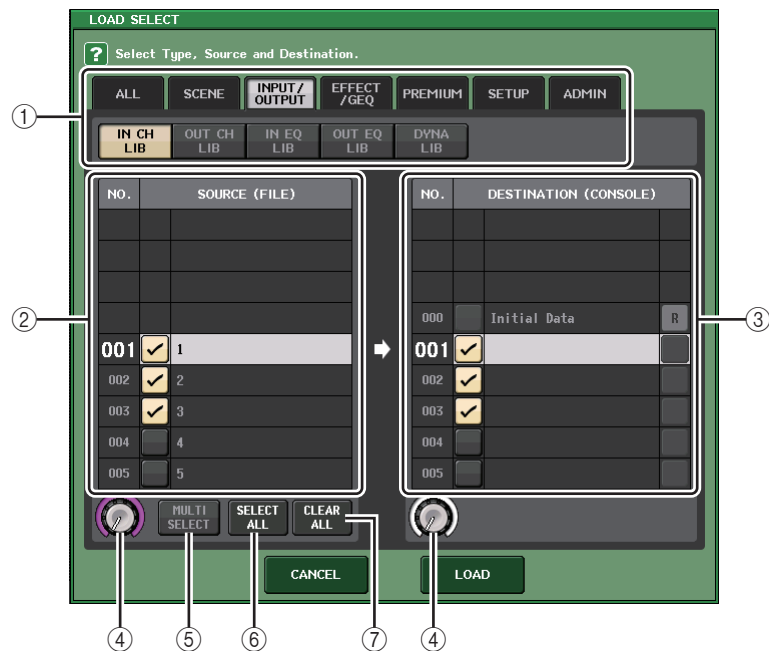 LOAD SELECT
? Select Type, Source and Destination.
ALL SCENE INPUT/ OUTPUT EFFECT /GEQ PREMIUM SETUP ADMIN
①
IN CH LIB OUT CH LIB IN EQ LIB OUT EQ LIB DYNA LIB
NO. SOURCE (FILE) NO. DESTINATION (CONSOLE)
② 000 Initial Data R ③
001 1 001
002 2 002
003 3 003
004 4 004
005 5 005
MULTI SELECT SELECT ALL CLEAR ALL
CANCEL LOAD
④ ⑤ ⑥ ⑦ ④